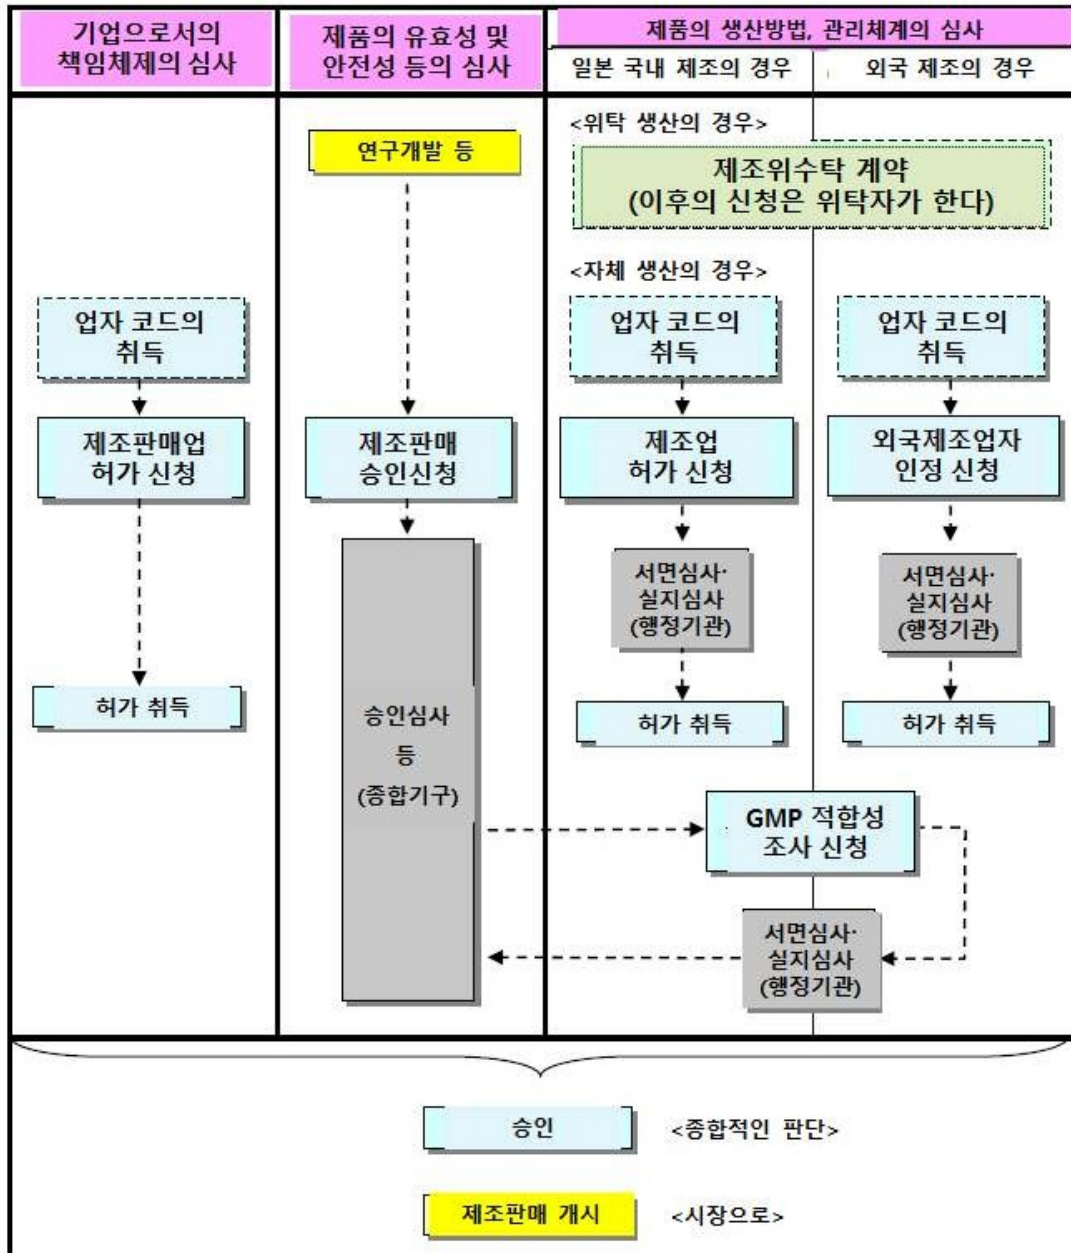 기업으로서의
책임체제의 심사
제품의 유효성 및
안전성 등의 심사
제품의 생산방법, 관리체계의 심사
일본 국내 제조의 경우
외국 제조의 경우
<위탁 생산의 경우>
연구개발 등
제조위수탁 계약
(이후의 신청은 위탁자가 한다)
<자체 생산의 경우>
업자 코드의
취득
업자 코드의
취득
업자 코드의
취득
제조판매업
허가 신청
제조판매
승인신청
제조업
허가 신청
외국제조업자
인정 신청
서면심사·
실지심사
(행정기관)
서면심사·
실지심사
(행정기관)
허가 취득
승인심사
등
(종합기구)
허가 취득
허가 취득
GMP 적합성
조사 신청
서면심사·
실지심사
(행정기관)
승인
<종합적인 판단>
제조판매 개시
<시장으로>